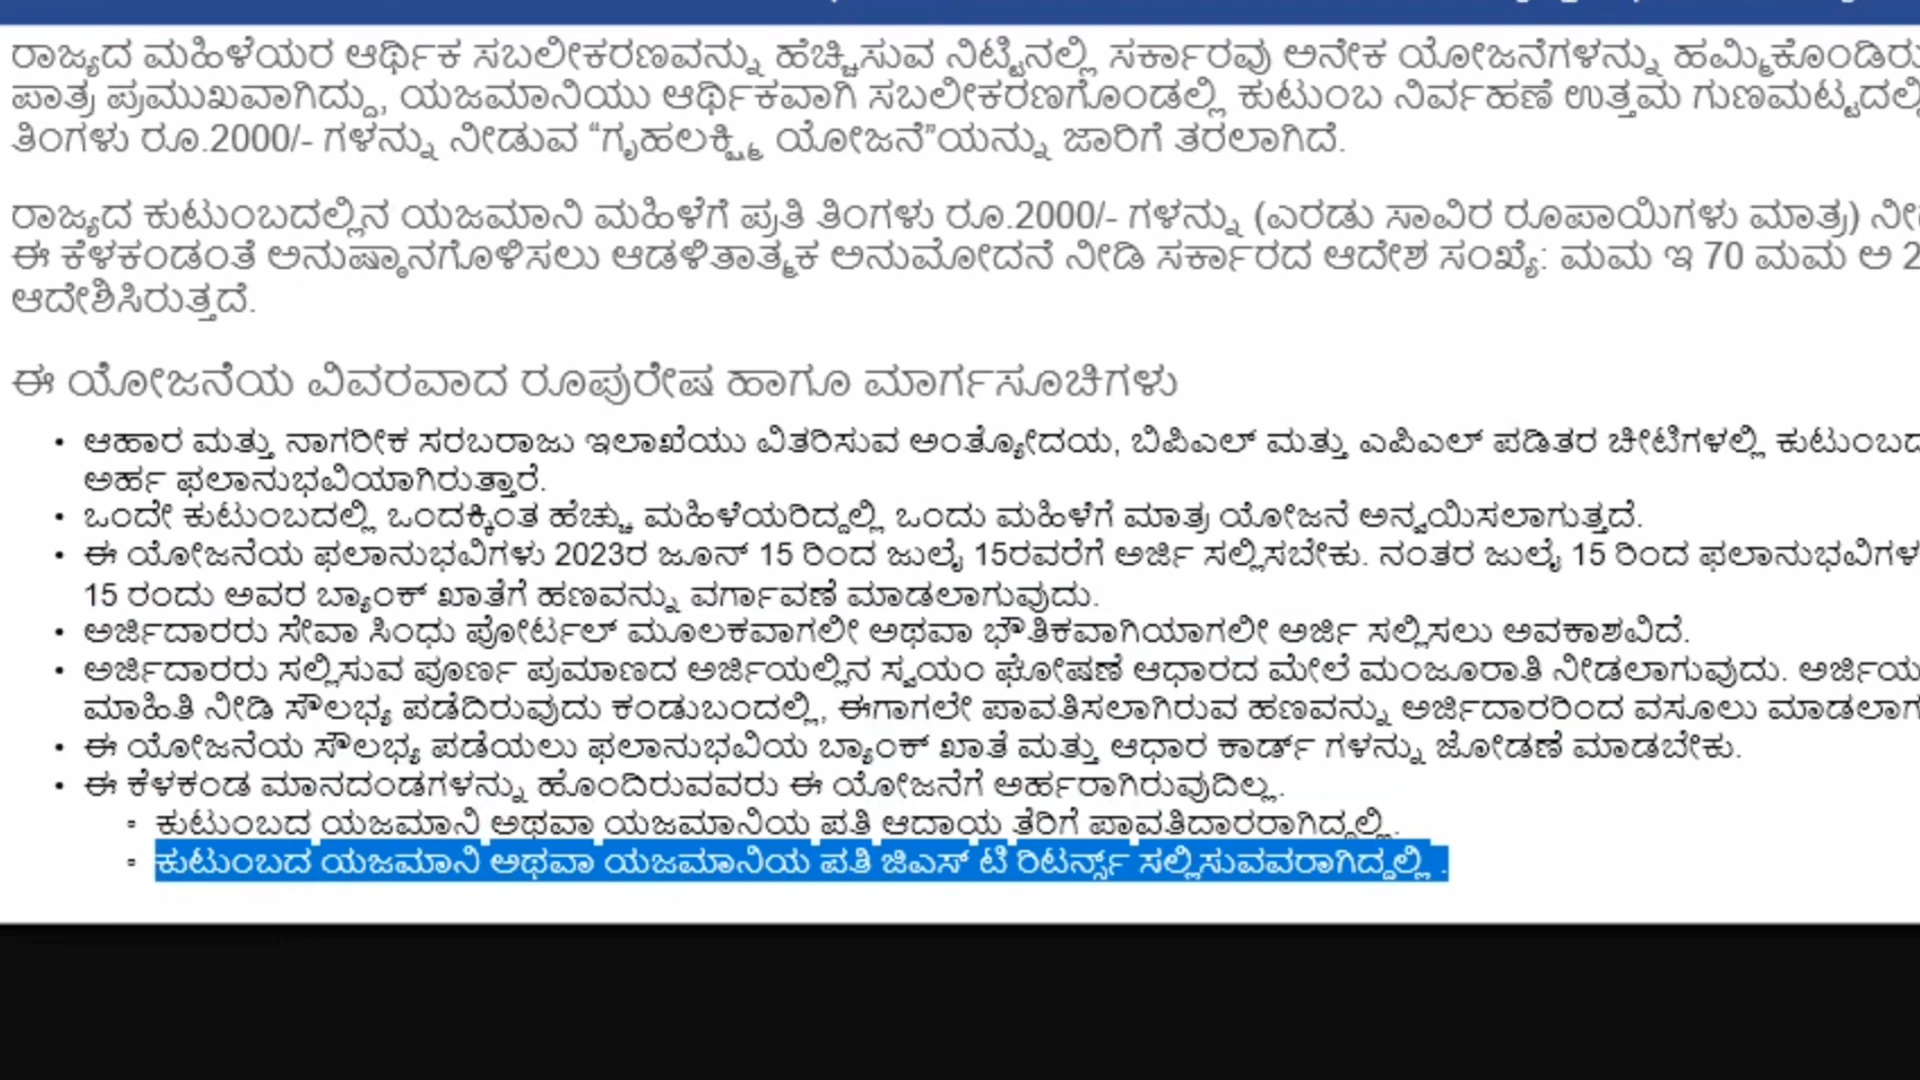 ರಾಜ್ಯದ ಮಹಿಳೆಯರ ಆರ್ಥಿಕ ಸಬಲೀಕರಣವನ್ನು ಹೆಚ್ಚಿಸುವ ನಿಟ್ಟಿನಲ್ಲಿ ಸರ್ಕಾರವು ಅನೇಕ ಯೋಜನೆಗಳನ್ನು
ಪಾತ್ರ ಪ್ರಮುಖವಾಗಿದ್ದು, ಯಜಮಾನಿಯು ಆರ್ಥಿಕವಾಗಿ ಸಬಲೀಕರಣಗೊಂಡಲ್ಲಿ ಕುಟುಂಬ ನಿರ್ವಹಣೆ ಉತ್ತಮ
ತಿಂಗಳು ರೂ.2000/- ಗಳನ್ನು ನೀಡುವ “ಗೃಹಲಕ್ಷ್ಮಿ ಯೋಜನೆ”ಯನ್ನು ಜಾರಿಗೆ ತರಲಾಗಿದೆ.
ರಾಜ್ಯದ ಕುಟುಂಬದಲ್ಲಿನ ಯಜಮಾನಿ ಮಹಿಳೆಗೆ ಪ್ರತಿ ತಿಂಗಳು ರೂ.2000/- ಗಳನ್ನು (ಎರಡು ಸಾವಿರ ರೂಪಾಯಿಗಳು ಮಾತ್ರ)
ಈ ಕೆಳಕಂಡಂತೆ ಅನುಷ್ಠಾನಗೊಳಿಸಲು ಆಡಳಿತಾತ್ಮಕ ಅನುಮೋದನೆ ನೀಡಿ ಸರ್ಕಾರದ ಆದೇಶ ಸಂಖ್ಯೆ: ಮಮ ಇ 70 ಮಮ ಅ
ಆದೇಶಿಸಿರುತ್ತದೆ.
ಈ ಯೋಜನೆಯ ವಿವರವಾದ ರೂಪುರೇಷ ಹಾಗೂ ಮಾರ್ಗಸೂಚಿಗಳು
• ಆಹಾರ ಮತ್ತು ನಾಗರೀಕ ಸರಬರಾಜು ಇಲಾಖೆಯು ವಿತರಿಸುವ ಅಂತ್ಯೋದಯ, ಬಿಪಿಎಲ್ ಮತ್ತು ಎಪಿಎಲ್ ಪಡಿತರ ಚೀಟಿಗಳಲ್ಲಿ
ಅರ್ಹ ಫಲಾನುಭವಿಯಾಗಿರುತ್ತಾರೆ.
• ಒಂದೇ ಕುಟುಂಬದಲ್ಲಿ ಒಂದಕ್ಕಿಂತ ಹೆಚ್ಚು ಮಹಿಳೆಯರಿದ್ದಲ್ಲಿ ಒಂದು ಮಹಿಳೆಗೆ ಮಾತ್ರ ಯೋಜನೆ ಅನ್ವಯಿಸಲಾಗುತ್ತದೆ.
• ಈ ಯೋಜನೆಯ ಫಲಾನುಭವಿಗಳು 2023ರ ಜೂನ್ 15 ರಿಂದ ಜುಲೈ 15ರವರೆಗೆ ಅರ್ಜಿ ಸಲ್ಲಿಸಬೇಕು. ನಂತರ ಜುಲೈ 15 ರಿಂದ
15 ರಂದು ಅವರ ಬ್ಯಾಂಕ್ ಖಾತೆಗೆ ಹಣವನ್ನು ವರ್ಗಾವಣೆ ಮಾಡಲಾಗುವುದು.
• ಅರ್ಜಿದಾರರು ಸೇವಾ ಸಿಂಧು ಪೋರ್ಟಲ್ ಮೂಲಕವಾಗಲೀ ಅಥವಾ ಭೌತಿಕವಾಗಿಯಾಗಲೀ ಅರ್ಜಿ ಸಲ್ಲಿಸಲು ಅವಕಾಶವಿದೆ.
• ಅರ್ಜಿದಾರರು ಸಲ್ಲಿಸುವ ಪೂರ್ಣ ಪ್ರಮಾಣದ ಅರ್ಜಿಯಲ್ಲಿನ ಸ್ವಯಂ ಘೋಷಣೆ ಆಧಾರದ ಮೇಲೆ ಮಂಜೂರಾತಿ ನೀಡಲಾಗುವುದು.
ಮಾಹಿತಿ ನೀಡಿ ಸೌಲಭ್ಯ ಪಡೆದಿರುವುದು ಕಂಡುಬಂದಲ್ಲಿ, ಈಗಾಗಲೇ ಪಾವತಿಸಲಾಗಿರುವ ಹಣವನ್ನು ಅರ್ಜಿದಾರರಿಂದ ವಸೂಲು
• ಈ ಯೋಜನೆಯ ಸೌಲಭ್ಯ ಪಡೆಯಲು ಫಲಾನುಭವಿಯ ಬ್ಯಾಂಕ್ ಖಾತೆ ಮತ್ತು ಆಧಾರ ಕಾರ್ಡ್ ಗಳನ್ನು ಜೋಡಣೆ ಮಾಡಬೇಕು.
• ಈ ಕೆಳಕಂಡ ಮಾನದಂಡಗಳನ್ನು ಹೊಂದಿರುವವರು ಈ ಯೋಜನೆಗೆ ಅರ್ಹರಾಗಿರುವುದಿಲ್ಲ.
◦ ಕುಟುಂಬದ ಯಜಮಾನಿ ಅಥವಾ ಯಜಮಾನಿಯ ಪತಿ ಆದಾಯ ತೆರಿಗೆ ಪಾವತಿದಾರರಾಗಿದ್ದಲ್ಲಿ.
◦ ಕುಟುಂಬದ ಯಜಮಾನಿ ಅಥವಾ ಯಜಮಾನಿಯ ಪತಿ ಜಿಎಸ್ ಟಿ ರಿಟರ್ನ್ಸ್ ಸಲ್ಲಿಸುವವರಾಗಿದ್ದಲ್ಲಿ .